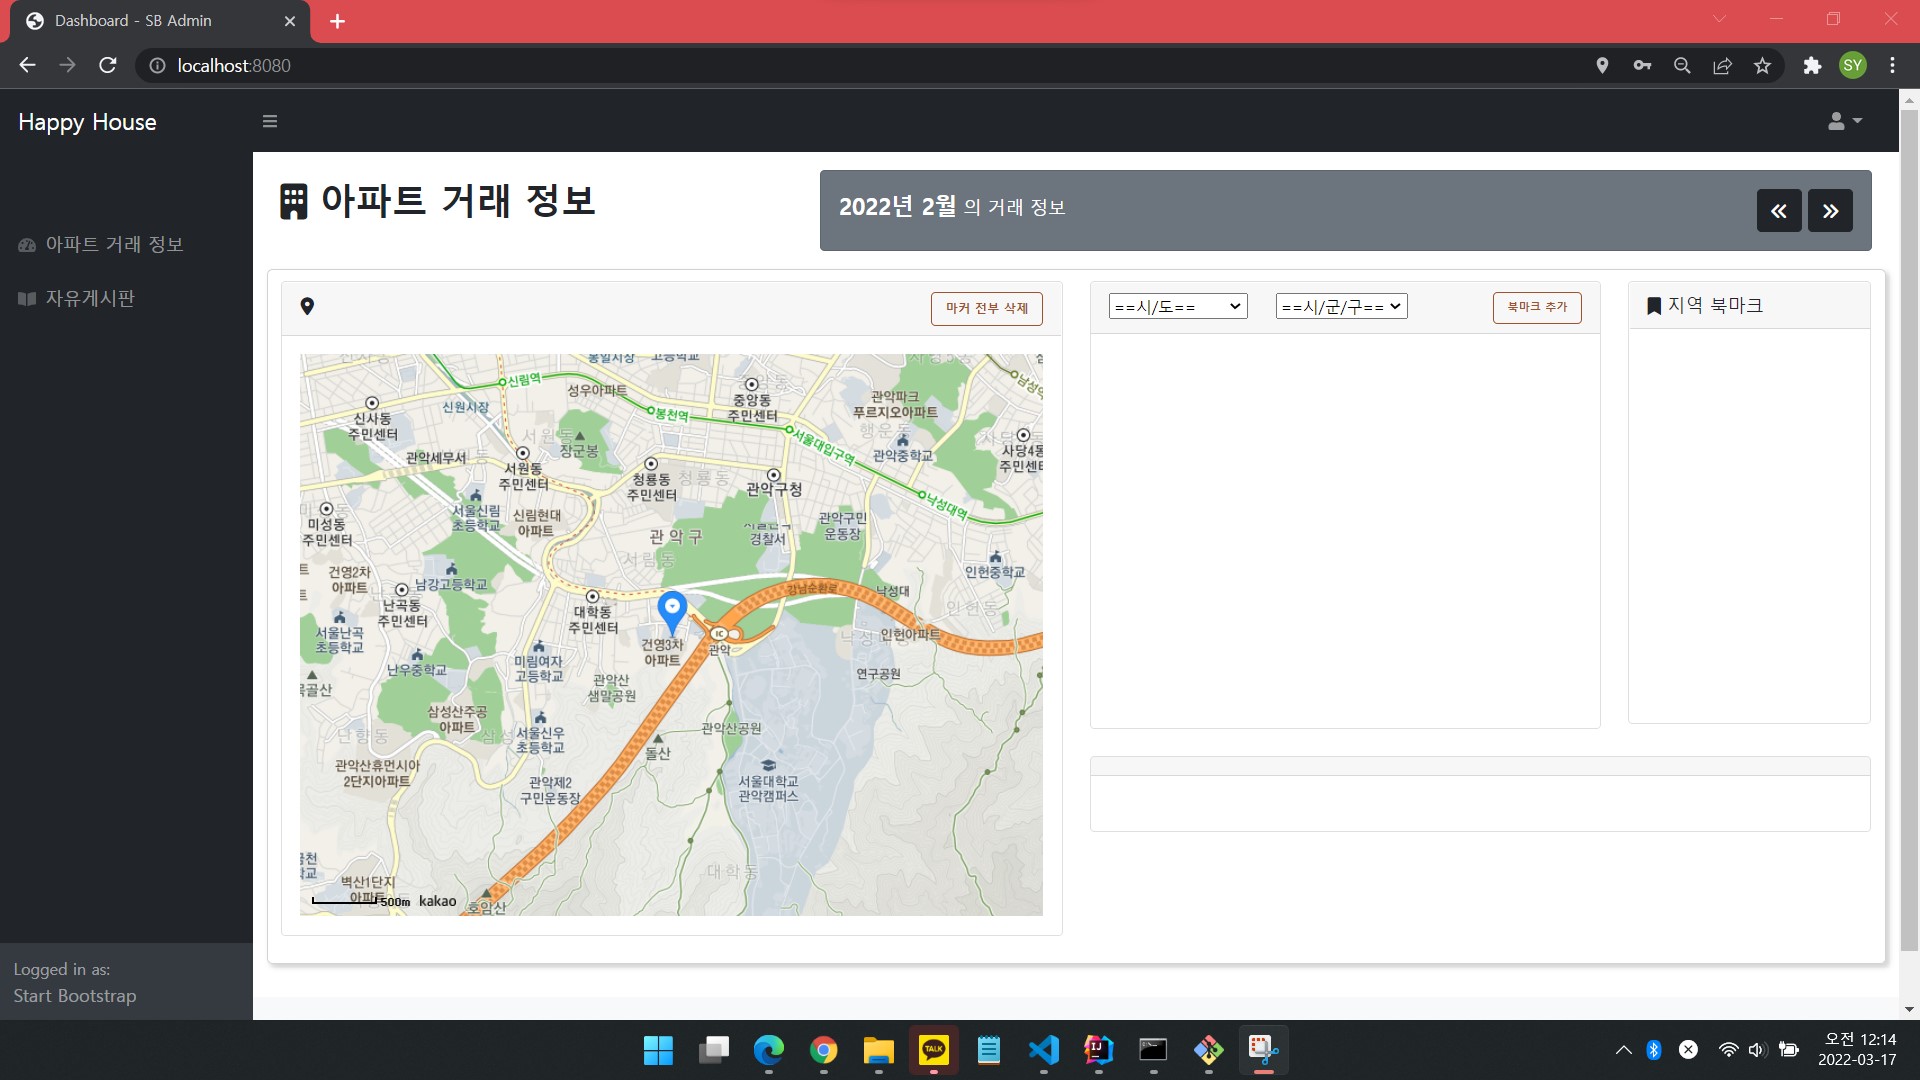 Dashboard - SB Admin
localhost:8080
SY
Happy House
아파트 거래 정보
자유게시판
Logged in as:
Start Bootstrap
아파트 거래 정보
2022년 2월 의 거래 정보
마커 전부 삭제
==시/도==
==시/군/구==
북마크 추가
지역 북마크
봉일시장
고등학교
신림역
성우아파트
신원시장
봉천역
중앙동
주민센터
관악파크
푸르지오아파트
행운동
신사동
주민센터
서울대입구역
관악중학교
사당4동
주민센터
장군봉
관악세무서
서원동
주민센터
청룡동
주민센터
청룡동
관악구청
낙성대역
미성동
주민센터
서울신림
초등학교
신림현대
아파트
관악구
서림동
경찰서
관악구민
운동장
인헌중학교
건영2차
아파트
남강고등학교
난곡동
주민센터
대학동
주민센터
강남순환로
낙성대
인헌동
서울난곡
초등학교
건영3차
아파트
IC
관악
인헌아파트
난우중학교
미림여자
고등학교
관악산
샘말공원
연구공원
삼성산주공
아파트
서울신우
초등학교
관악산공원
돌산
난향동
관악산휴먼시아
2단지아파트
관악제2
구민운동장
서울대학교
관악캠퍼스
대학동
벽산1단지
아파트
호암산
500m
kakao
TALK
IJ
오전 12:14
2022-03-17